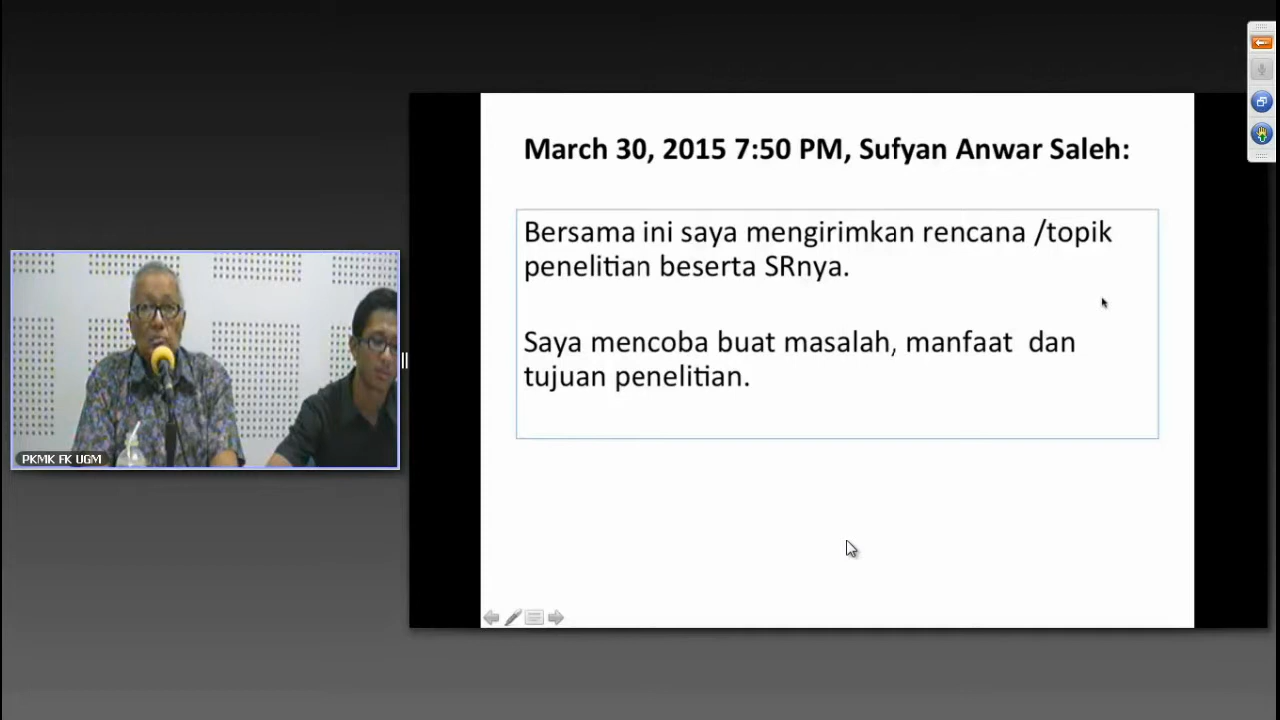 March 30, 2015 7:50 PM, Sufyan Anwar Saleh:
Bersama ini saya mengirimkan rencana /topik
penelitian beserta SRnya.
Saya mencoba buat masalah, manfaat  dan
tujuan penelitian.
PKMK FK UGM